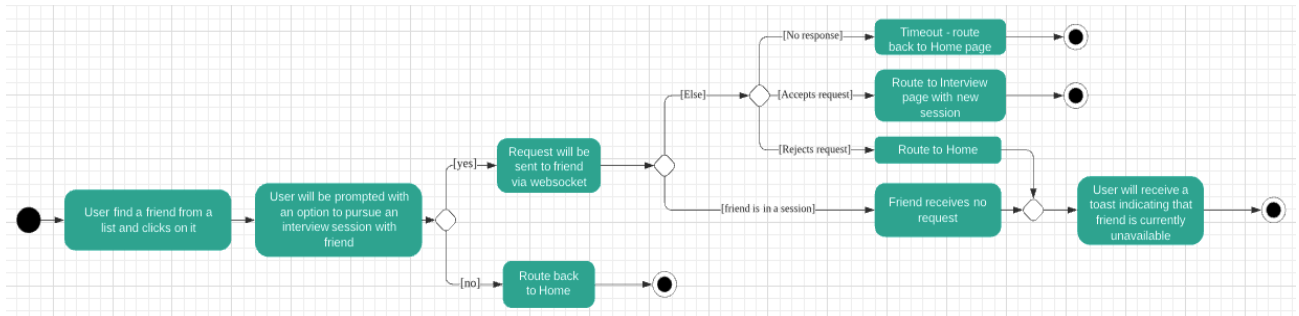 User find a friend from a
list and clicks on it
User will be prompted with
an option to pursue an
interview session with
friend
[yes]
Request will be
sent to friend
via websocket
[no]
Route back
to Home
[Else]
[No response]
Timeout - route
back to Home page
[Accepts request]
Route to Interview
page with new
session
[Rejects request]
Route to Home
[friend is in a session]
Friend receives no
request
User will receive a
toast indicating that
friend is currently
unavailable